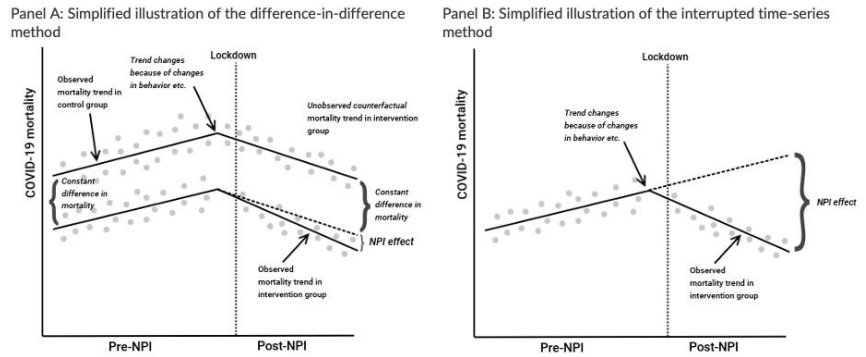 Panel A: Simplified illustration of the difference-in-difference
method
Lockdown
Trend changes
because of changes
in behavior etc.
Observed
mortality trend in
control group
Unobserved counterfactual
mortality trend in intervention
group
COVID-19 mortality
Constant
difference in
mortality
Constant
difference in
mortality
NPI effect
Observed
mortality trend in
intervention group
Pre-NPI
Post-NPI
Panel B: Simplified illustration of the interrupted time-series
method
Lockdown
Trend changes
because of changes
in behavior etc.
COVID-19 mortality
NPI effect
Observed
mortality trend in
intervention group
Pre-NPI
Post-NPI